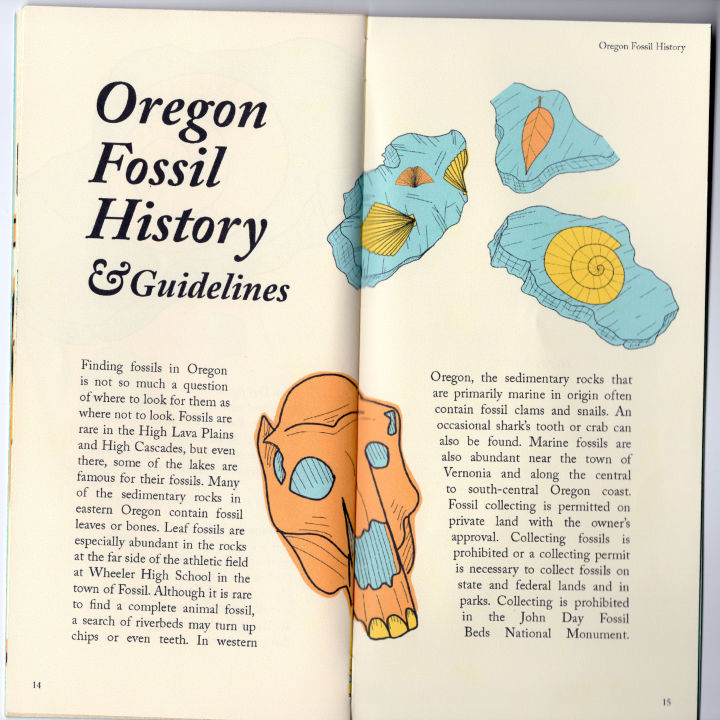 Oregon Fossil History
Oregon
Fossil
History
& Guidelines
Finding fossils in Oregon
is not so much a question
of where to look for them as
where not to look. Fossils are
rare in the High Lava Plains
and High Cascades, but even
there, some of the lakes are
famous for their fossils. Many
of the sedimentary rocks in
eastern Oregon contain fossil
leaves or bones. Leaf fossils are
especially abundant in the rocks
at the far side of the athletic field
at Wheeler High School in the
town of Fossil. Although it is rare
to find a complete animal fossil,
a search of riverbeds may turn up
chips or even teeth. In western
14
Oregon, the sedimentary rocks that
are primarily marine in origin often
contain fossil clams and snails. An
occasional shark's tooth or crab can
also be found. Marine fossils are
also abundant near the town of
Vernonia and along the central
to south-central Oregon coast.
Fossil collecting is permitted on
private land with the owner's
approval. Collecting fossils is
prohibited or a collecting permit
is necessary to collect fossils on
state and federal lands and in
parks. Collecting is prohibited
in the John Day Fossil
Beds National Monument.
15